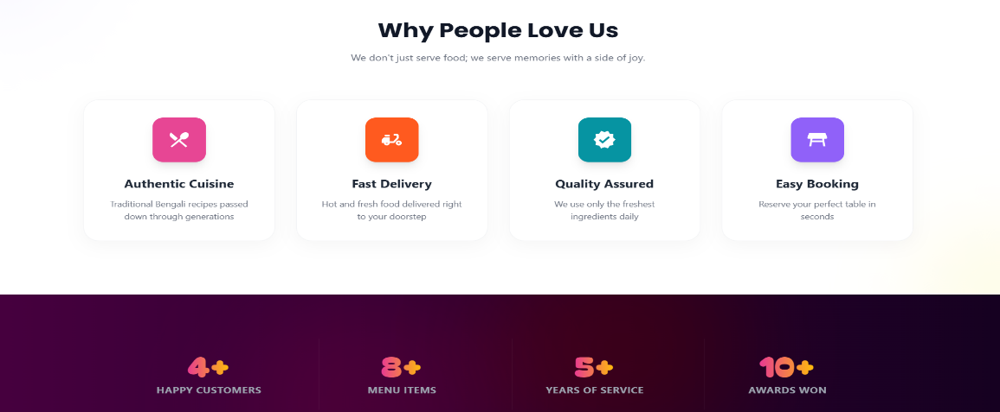 Why People Love Us
We don't just serve food; we serve memories with a side of joy.
Authentic Cuisine
Traditional Bengali recipes passed
down through generations
Fast Delivery
Hot and fresh food delivered right
to your doorstep
Quality Assured
We use only the freshest
ingredients daily
Easy Booking
Reserve your perfect table in
seconds
4+
HAPPY CUSTOMERS
8+
MENU ITEMS
5+
YEARS OF SERVICE
10+
AWARDS WON